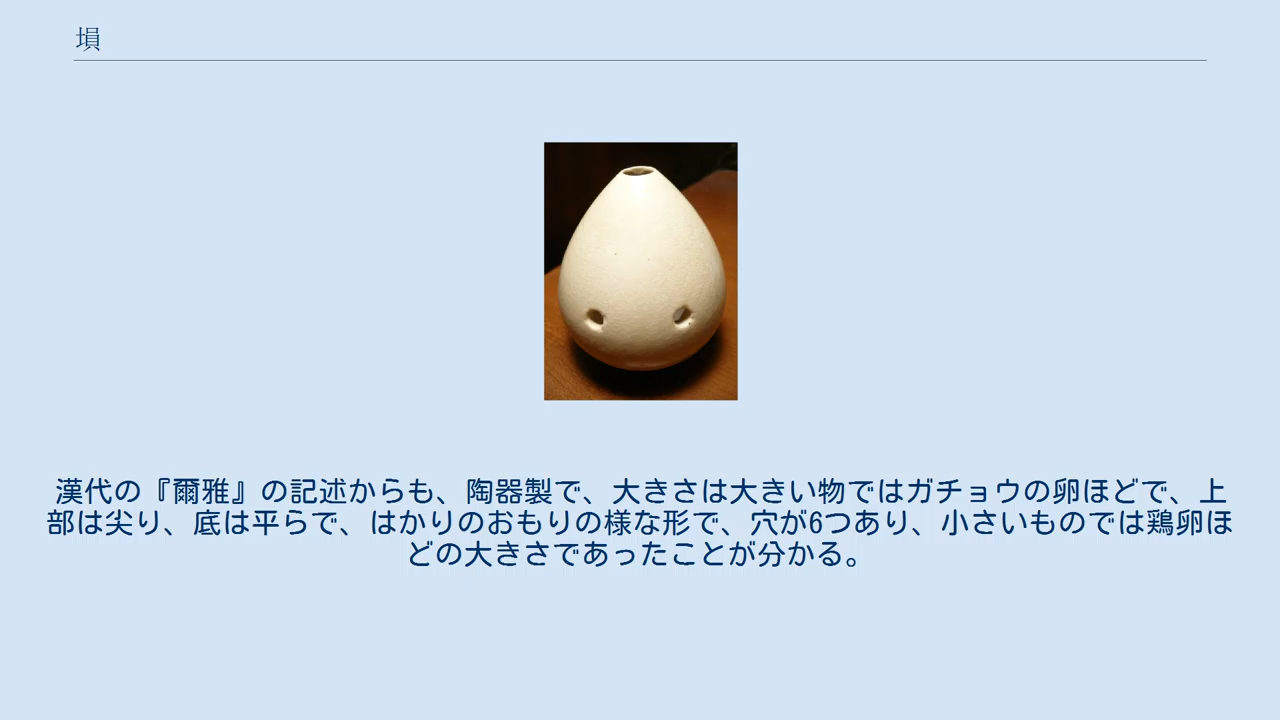 塤
漢代の『爾雅』の記述からも、陶器製で、大きさは大きい物ではガチョウの卵ほどで、上
部は尖り、底は平らで、はかりのおもりの様な形で、穴が6つあり、小さいものでは鶏卵ほ
どの大きさであったことが分かる。